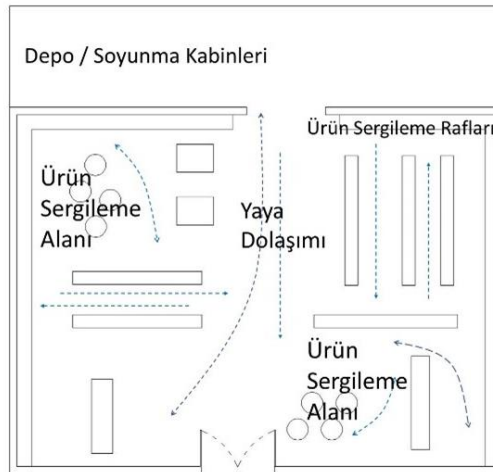 Depo / Soyunma Kabinleri
Ürün Sergileme Rafları
Ürün
Sergileme
Alanı
Yaya
Dolaşımı
Ürün
Sergileme
Alanı